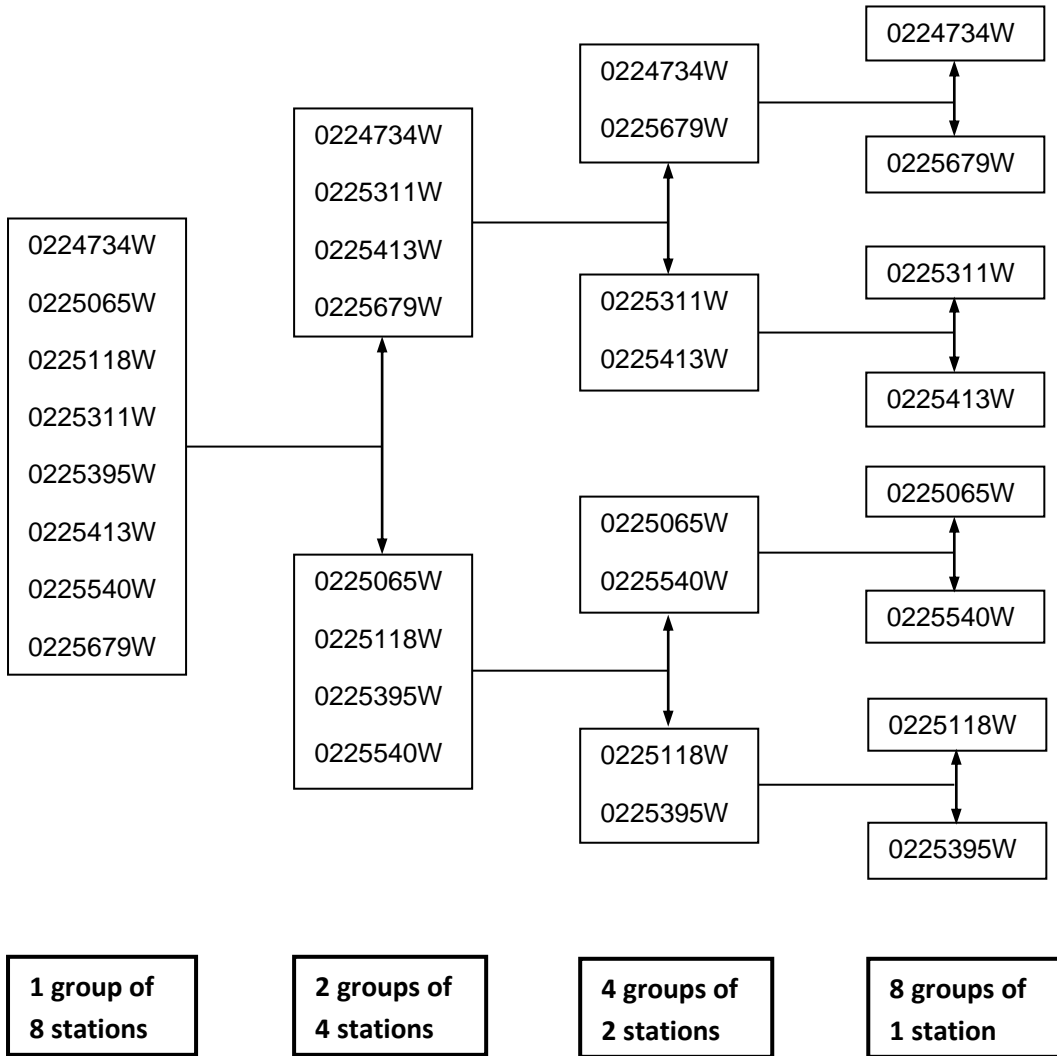 0224734W
0225065W
0225118W
0225311W
0225395W
0225413W
0225540W
0225679W
0224734W
0225311W
0225413W
0225679W
0225065W
0225118W
0225395W
0225540W
0224734W
0225679W
0225311W
0225413W
0225065W
0225540W
0225118W
0225395W
0224734W
0225679W
0225311W
0225413W
0225065W
0225540W
0225118W
0225395W
1 group of
8 stations
2 groups of
4 stations
4 groups of
2 stations
8 groups of
1 station